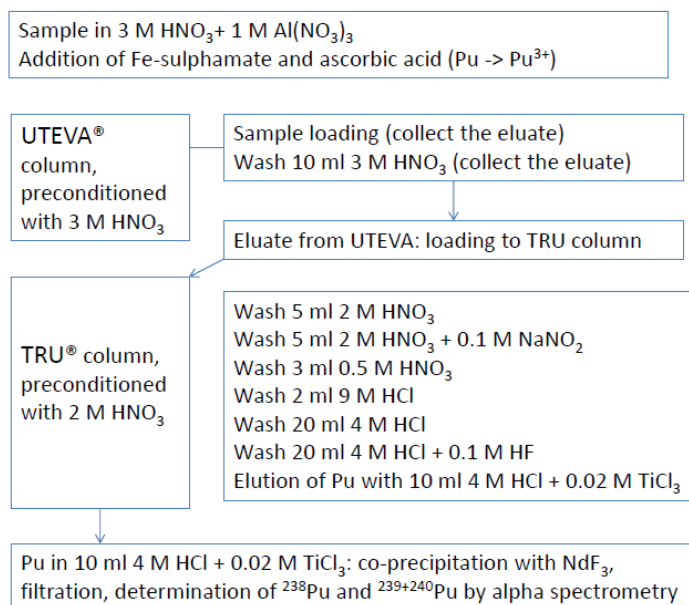 Sample in 3 M HNO₃+ 1 M Al(NO₃)₃
Addition of Fe-sulphamate and ascorbic acid (Pu -> Pu³⁺)
UTEVA®
column,
preconditioned
with 3 M HNO₃
Sample loading (collect the eluate)
Wash 10 ml 3 M HNO₃ (collect the eluate)
Eluate from UTEVA: loading to TRU column
TRU® column,
preconditioned
with 2 M HNO₃
Wash 5 ml 2 M HNO₃
Wash 5 ml 2 M HNO₃ + 0.1 M NaNO₂
Wash 3 ml 0.5 M HNO₃
Wash 2 ml 9 M HCl
Wash 20 ml 4 M HCl
Wash 20 ml 4 M HCl + 0.1 M HF
Elution of Pu with 10 ml 4 M HCl + 0.02 M TiCl₃
Pu in 10 ml 4 M HCl + 0.02 M TiCl₃: co-precipitation with NdF₃,
filtration, determination of ²³⁸Pu and ²³⁹⁺²⁴⁰Pu by alpha spectrometry